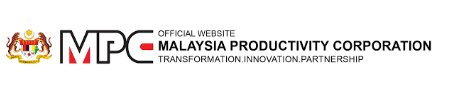 OFFICIAL WEBSITE
MPC MALAYSIA PRODUCTIVITY CORPORATION
TRANSFORMATION.INNOVATION.PARTNERSHIP